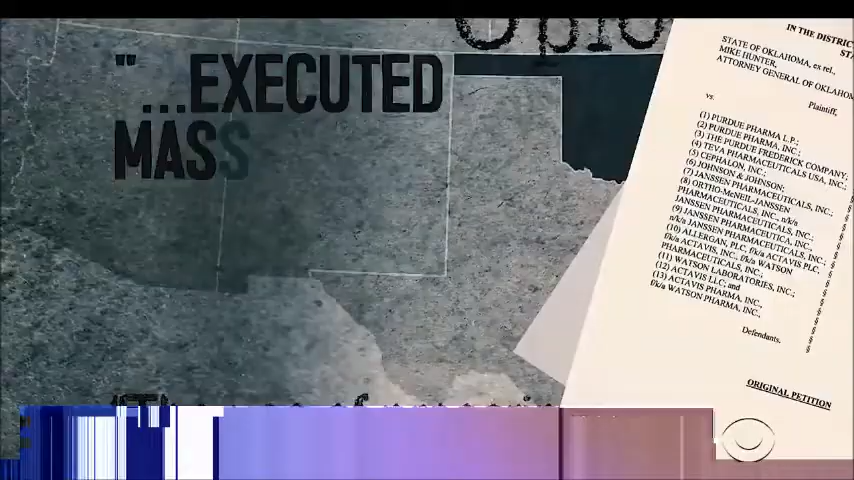 "...EXECUTED
MASS
IN THE DISTRIC
STA
STATE OF OKLAHOMA, ex rel.,
MIKE HUNTER,
ATTORNEY GENERAL OF OKLAHOM
Plaintiff,
vs.
(1) PURDUE PHARMA L.P.;
(2) PURDUE PHARMA, INC.;
(3) THE PURDUE FREDERICK COMPANY;
(4) TEVA PHARMACEUTICALS USA, INC.;
(5) CEPHALON, INC.;
(6) JOHNSON & JOHNSON;
(7) JANSSEN PHARMACEUTICALS, INC.;
(8) ORTHO-McNEIL-JANSSEN
PHARMACEUTICALS, INC., n/k/a
JANSSEN PHARMACEUTICALS, INC.;
(9) JANSSEN PHARMACEUTICA, INC.,
n/k/a JANSSEN PHARMACEUTICALS, INC.;
(10) ALLERGAN, PLC, f/k/a ACTAVIS PLC,
f/k/a ACTAVIS, INC., f/k/a WATSON
PHARMACEUTICALS, INC.;
(11) WATSON LABORATORIES, INC.;
(12) ACTAVIS LLC; and
(13) ACTAVIS PHARMA, INC.,
f/k/a WATSON PHARMA, INC.,
Defendants.
ORIGINAL PETITION